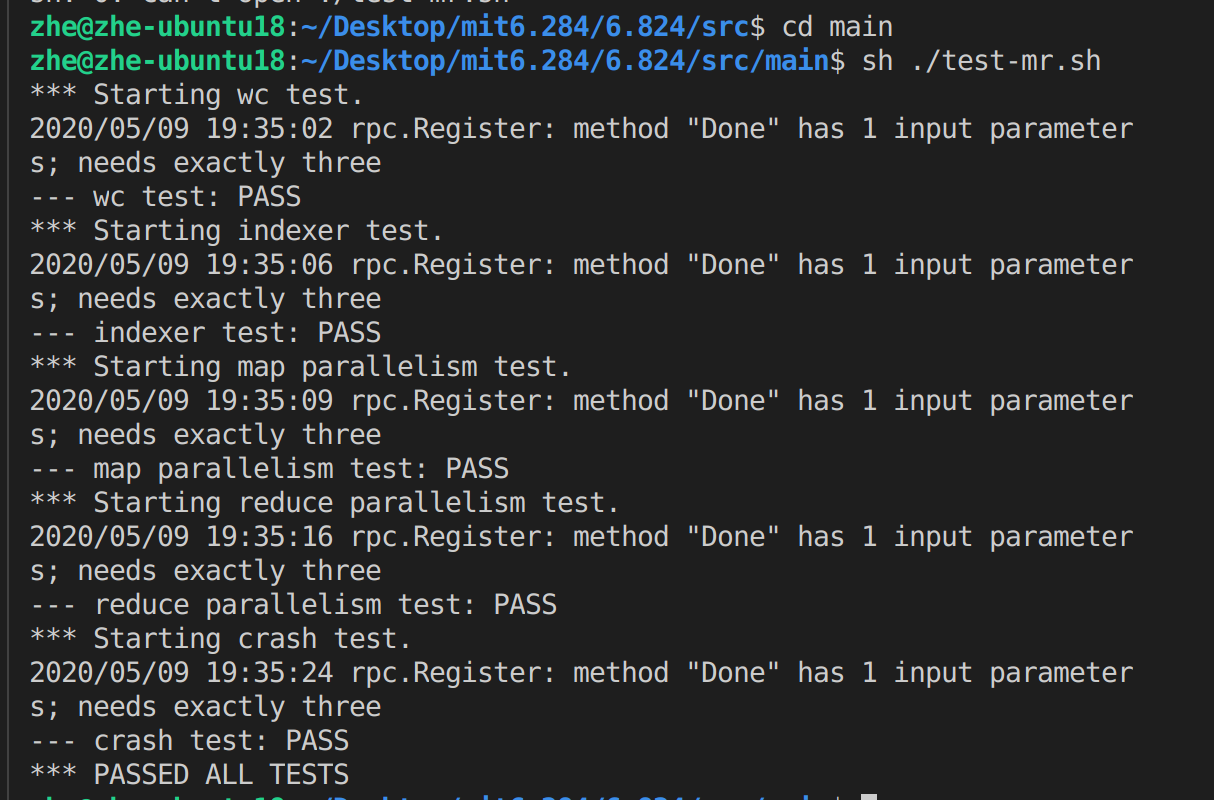 zhe@zhe-ubuntu18:~/Desktop/mit6.284/6.824/src$ cd main
zhe@zhe-ubuntu18:~/Desktop/mit6.284/6.824/src/main$ sh ./test-mr.sh
*** Starting wc test.
2020/05/09 19:35:02 rpc.Register: method "Done" has 1 input parameter
s; needs exactly three
--- wc test: PASS
*** Starting indexer test.
2020/05/09 19:35:06 rpc.Register: method "Done" has 1 input parameter
s; needs exactly three
--- indexer test: PASS
*** Starting map parallelism test.
2020/05/09 19:35:09 rpc.Register: method "Done" has 1 input parameter
s; needs exactly three
--- map parallelism test: PASS
*** Starting reduce parallelism test.
2020/05/09 19:35:16 rpc.Register: method "Done" has 1 input parameter
s; needs exactly three
--- reduce parallelism test: PASS
*** Starting crash test.
2020/05/09 19:35:24 rpc.Register: method "Done" has 1 input parameter
s; needs exactly three
--- crash test: PASS
*** PASSED ALL TESTS